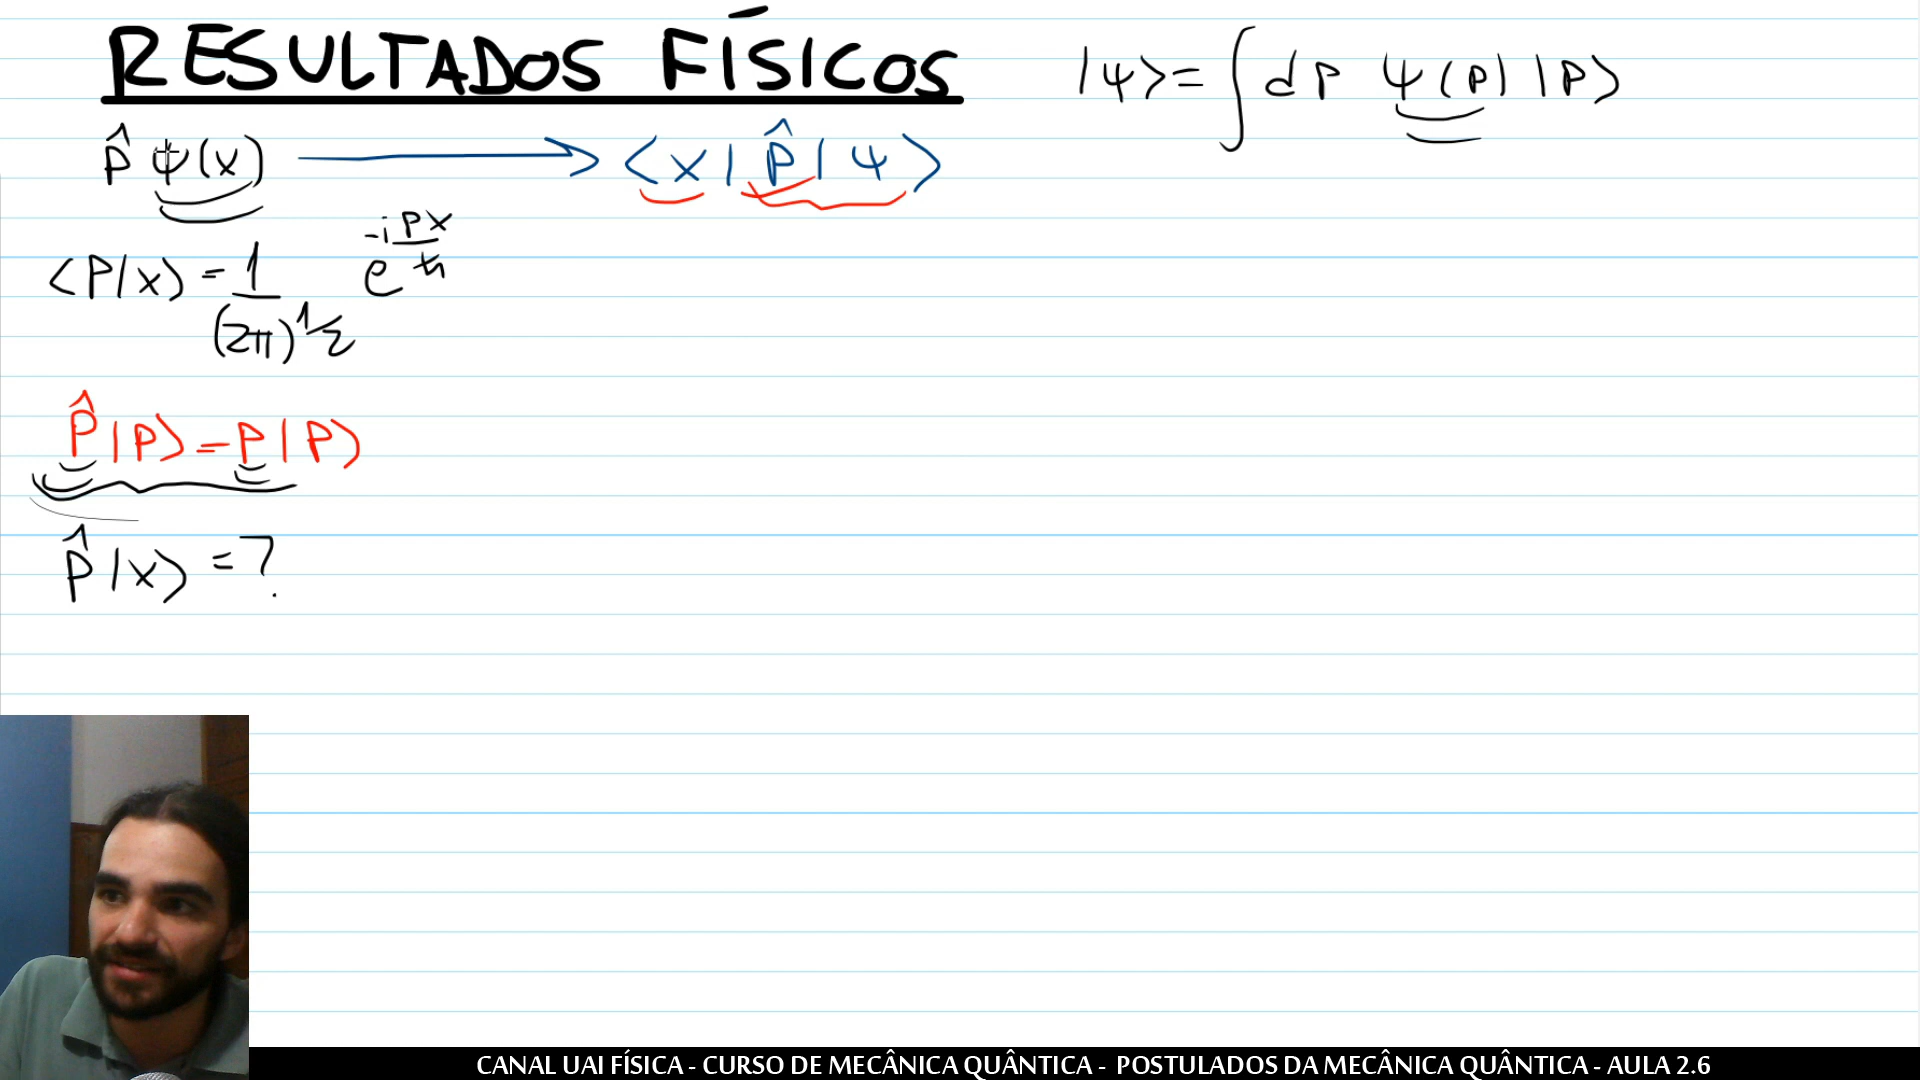 RESULTADOS FÍSICOS
|ψ⟩ = ∫ dp ψ(p) |p⟩
P̂ ψ(x) → ⟨x|P̂|ψ⟩
⟨P|x⟩ = 1/(2π)^1/2 e^(-i px/ħ)
P̂|P⟩ = P|P⟩
P̂|x⟩ = ?
CANAL UAI FÍSICA - CURSO DE MECÂNICA QUÂNTICA - POSTULADOS DA MECÂNICA QUÂNTICA - AULA 2.6